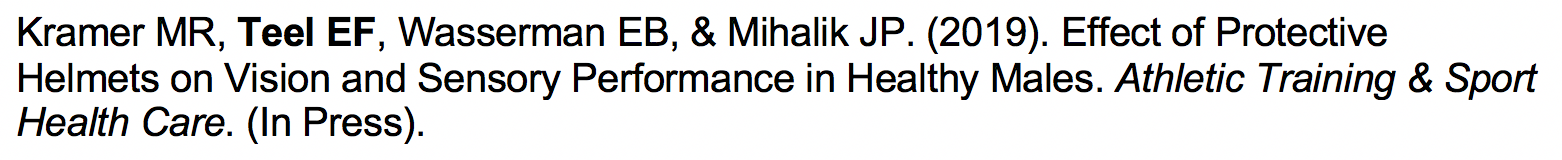 Kramer MR, Teel EF, Wasserman EB, & Mihalik JP. (2019). Effect of Protective
Helmets on Vision and Sensory Performance in Healthy Males. Athletic Training & Sport
Health Care. (In Press).